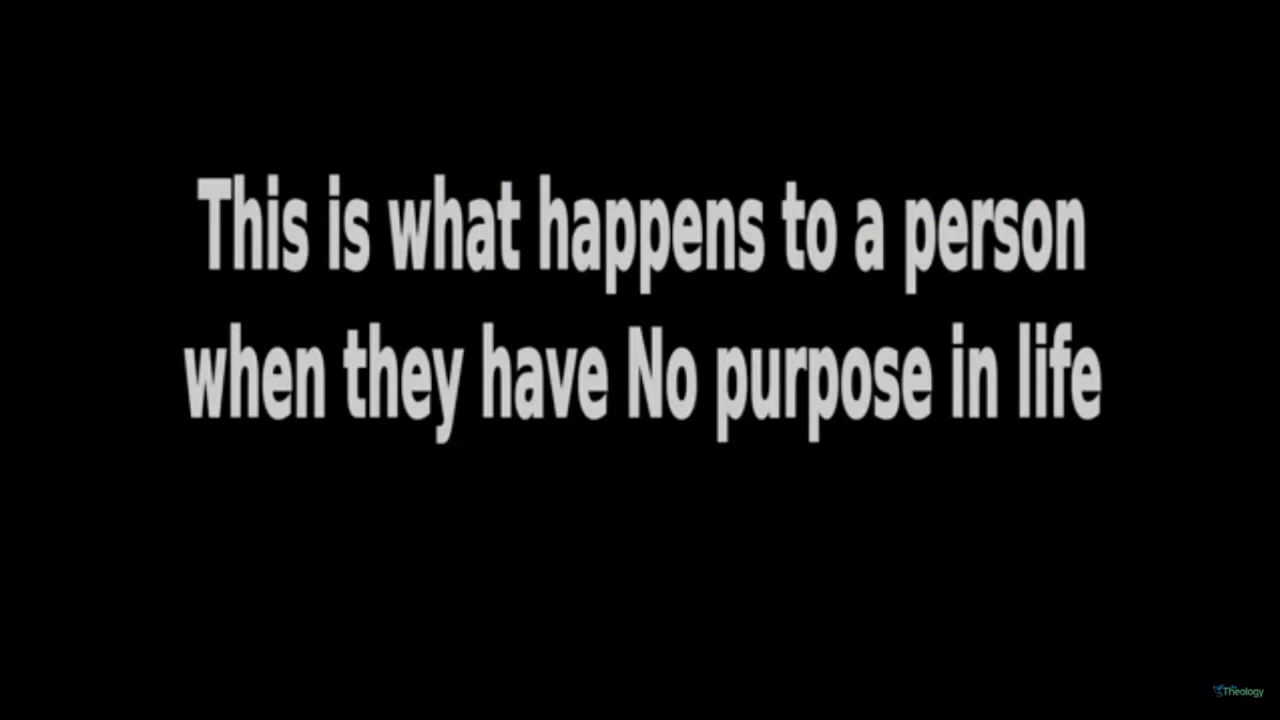 This is what happens to a person
when they have No purpose in life
Theology